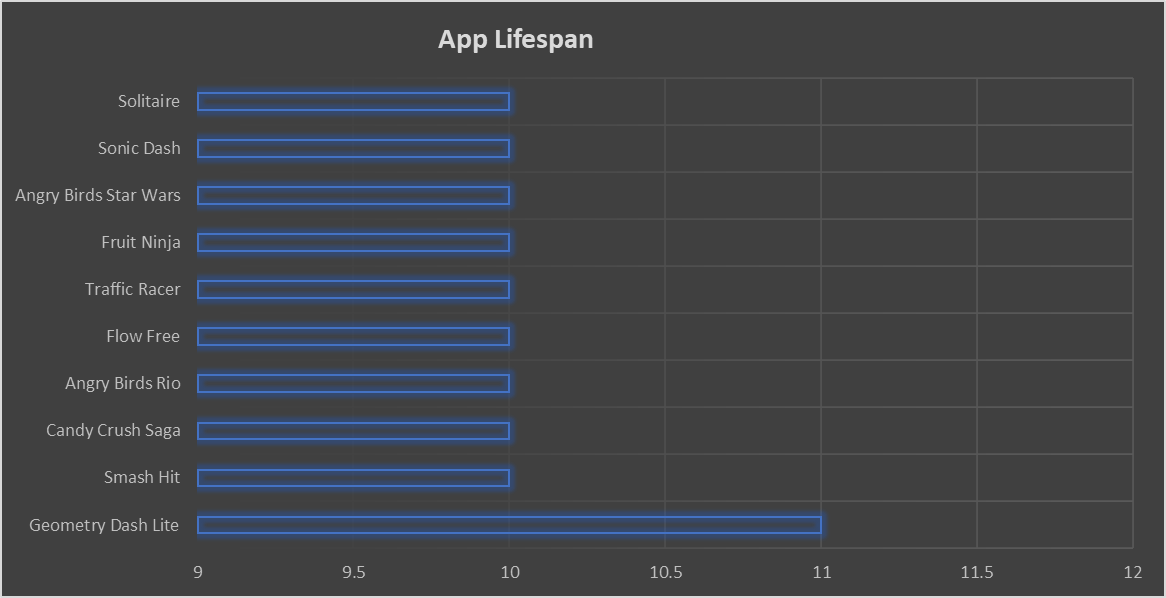 App Lifespan
Solitaire
Sonic Dash
Angry Birds Star Wars
Fruit Ninja
Traffic Racer
Flow Free
Angry Birds Rio
Candy Crush Saga
Smash Hit
Geometry Dash Lite
9 9.5 10 10.5 11 11.5 12